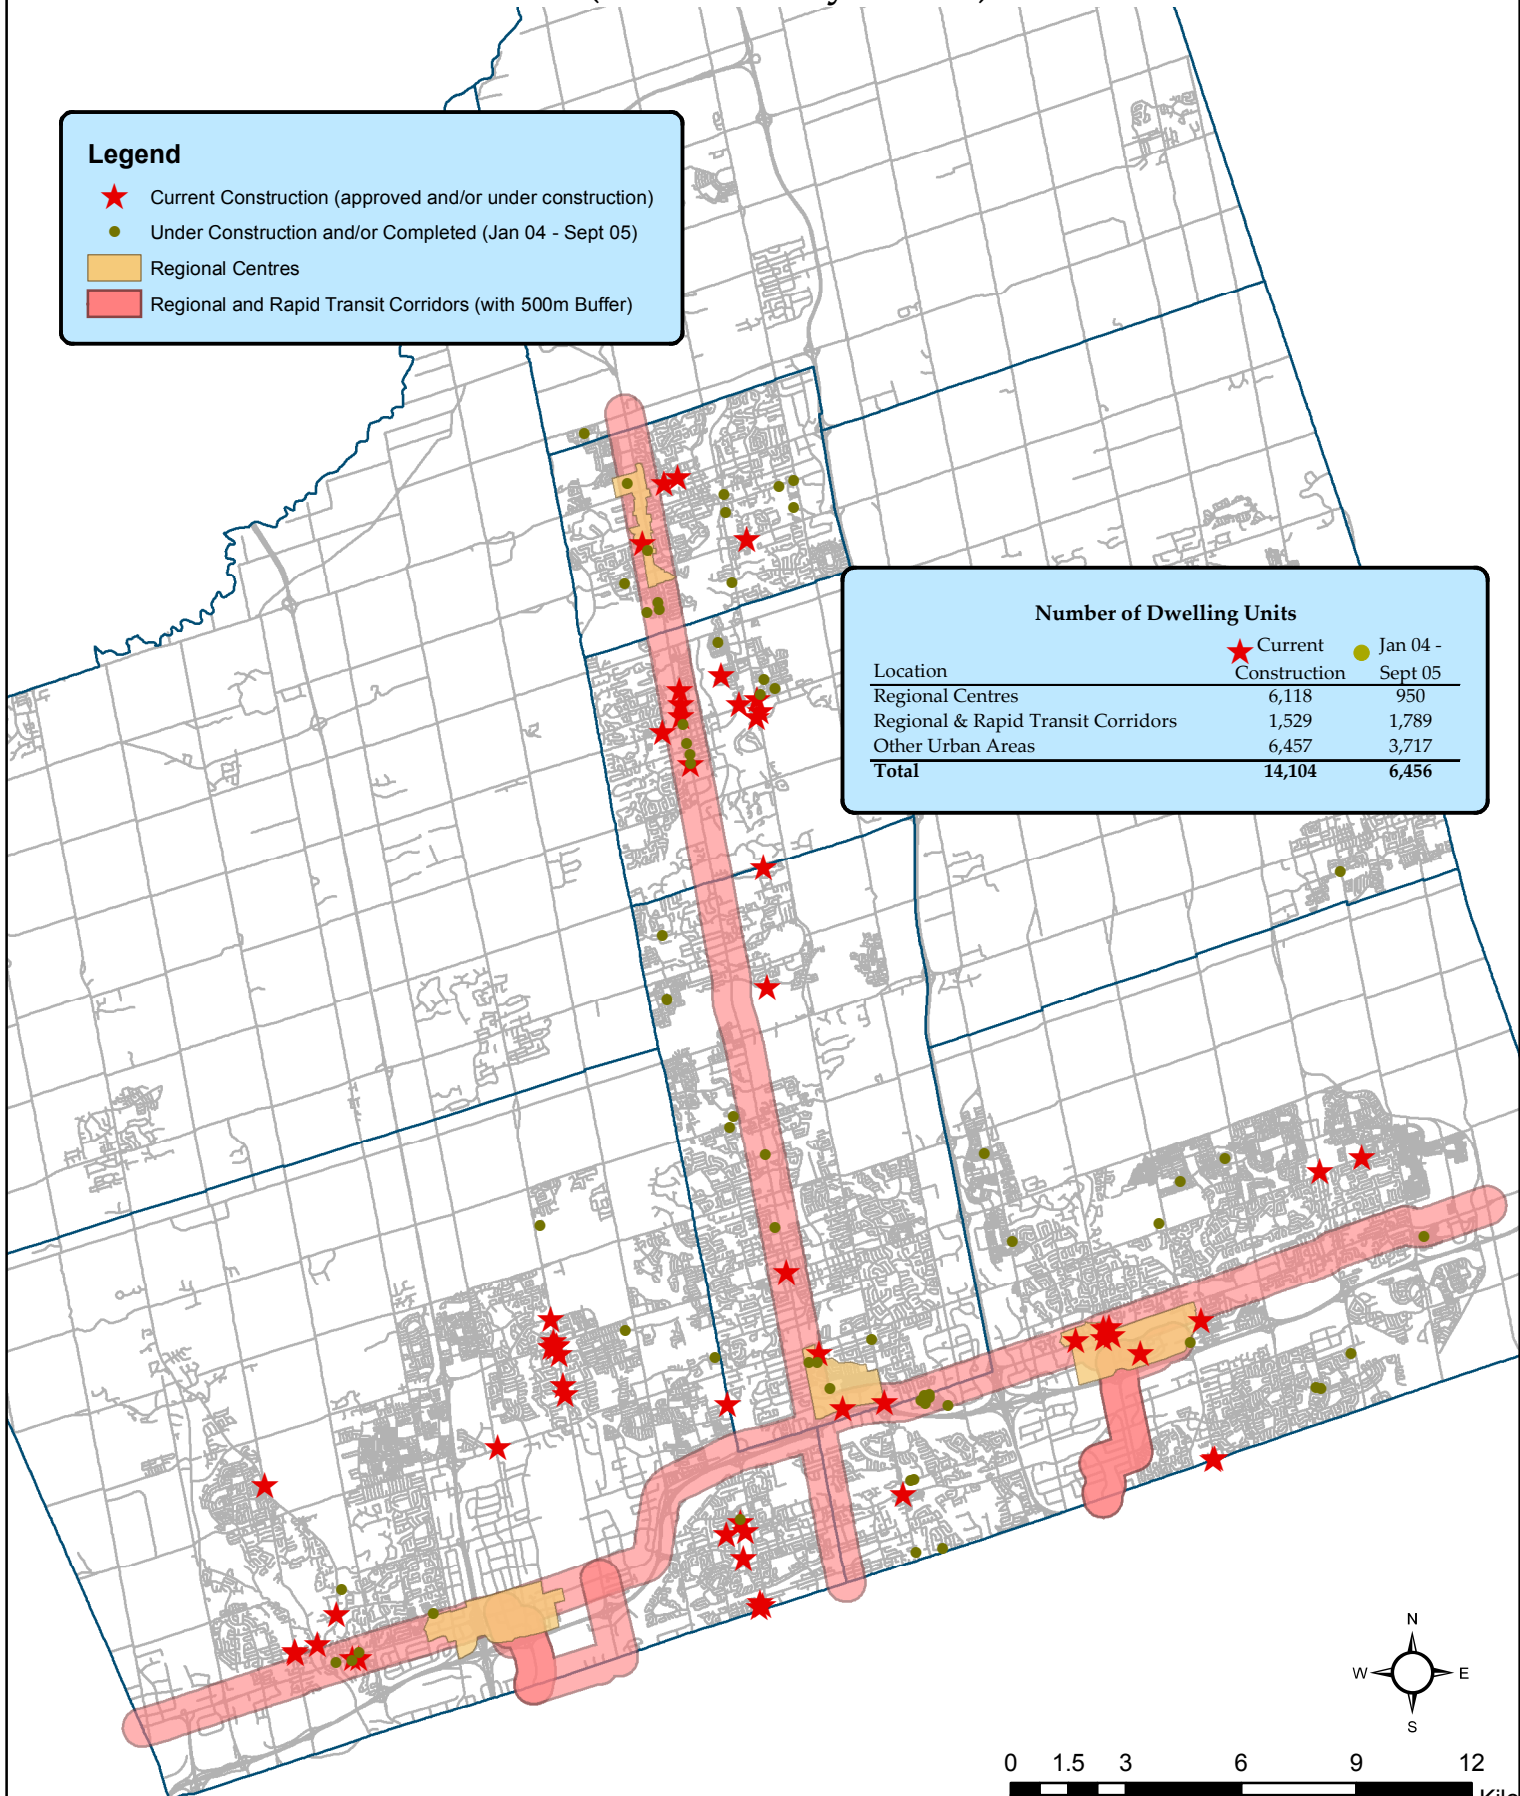 Legend
Current Construction (approved and/or under construction)
Under Construction and/or Completed (Jan 04 - Sept 05)
Regional Centres
Regional and Rapid Transit Corridors (with 500m Buffer)
Number of Dwelling Units
Current Jan 04 -
Location Construction Sept 05
Regional Centres 6,118 950
Regional & Rapid Transit Corridors 1,529 1,789
Other Urban Areas 6,457 3,717
Total 14,104 6,456
N
W E
S
0 1.5 3 6 9 12